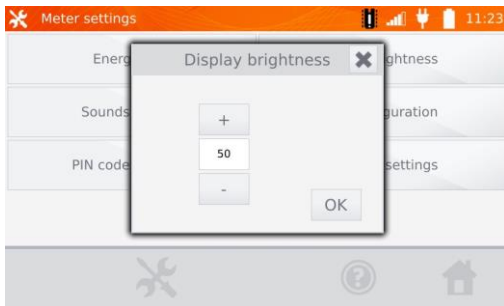 Meter settings 11:23
Energ Display brightness ghtness
+
Sounds guration
50
PIN code settings
-
OK